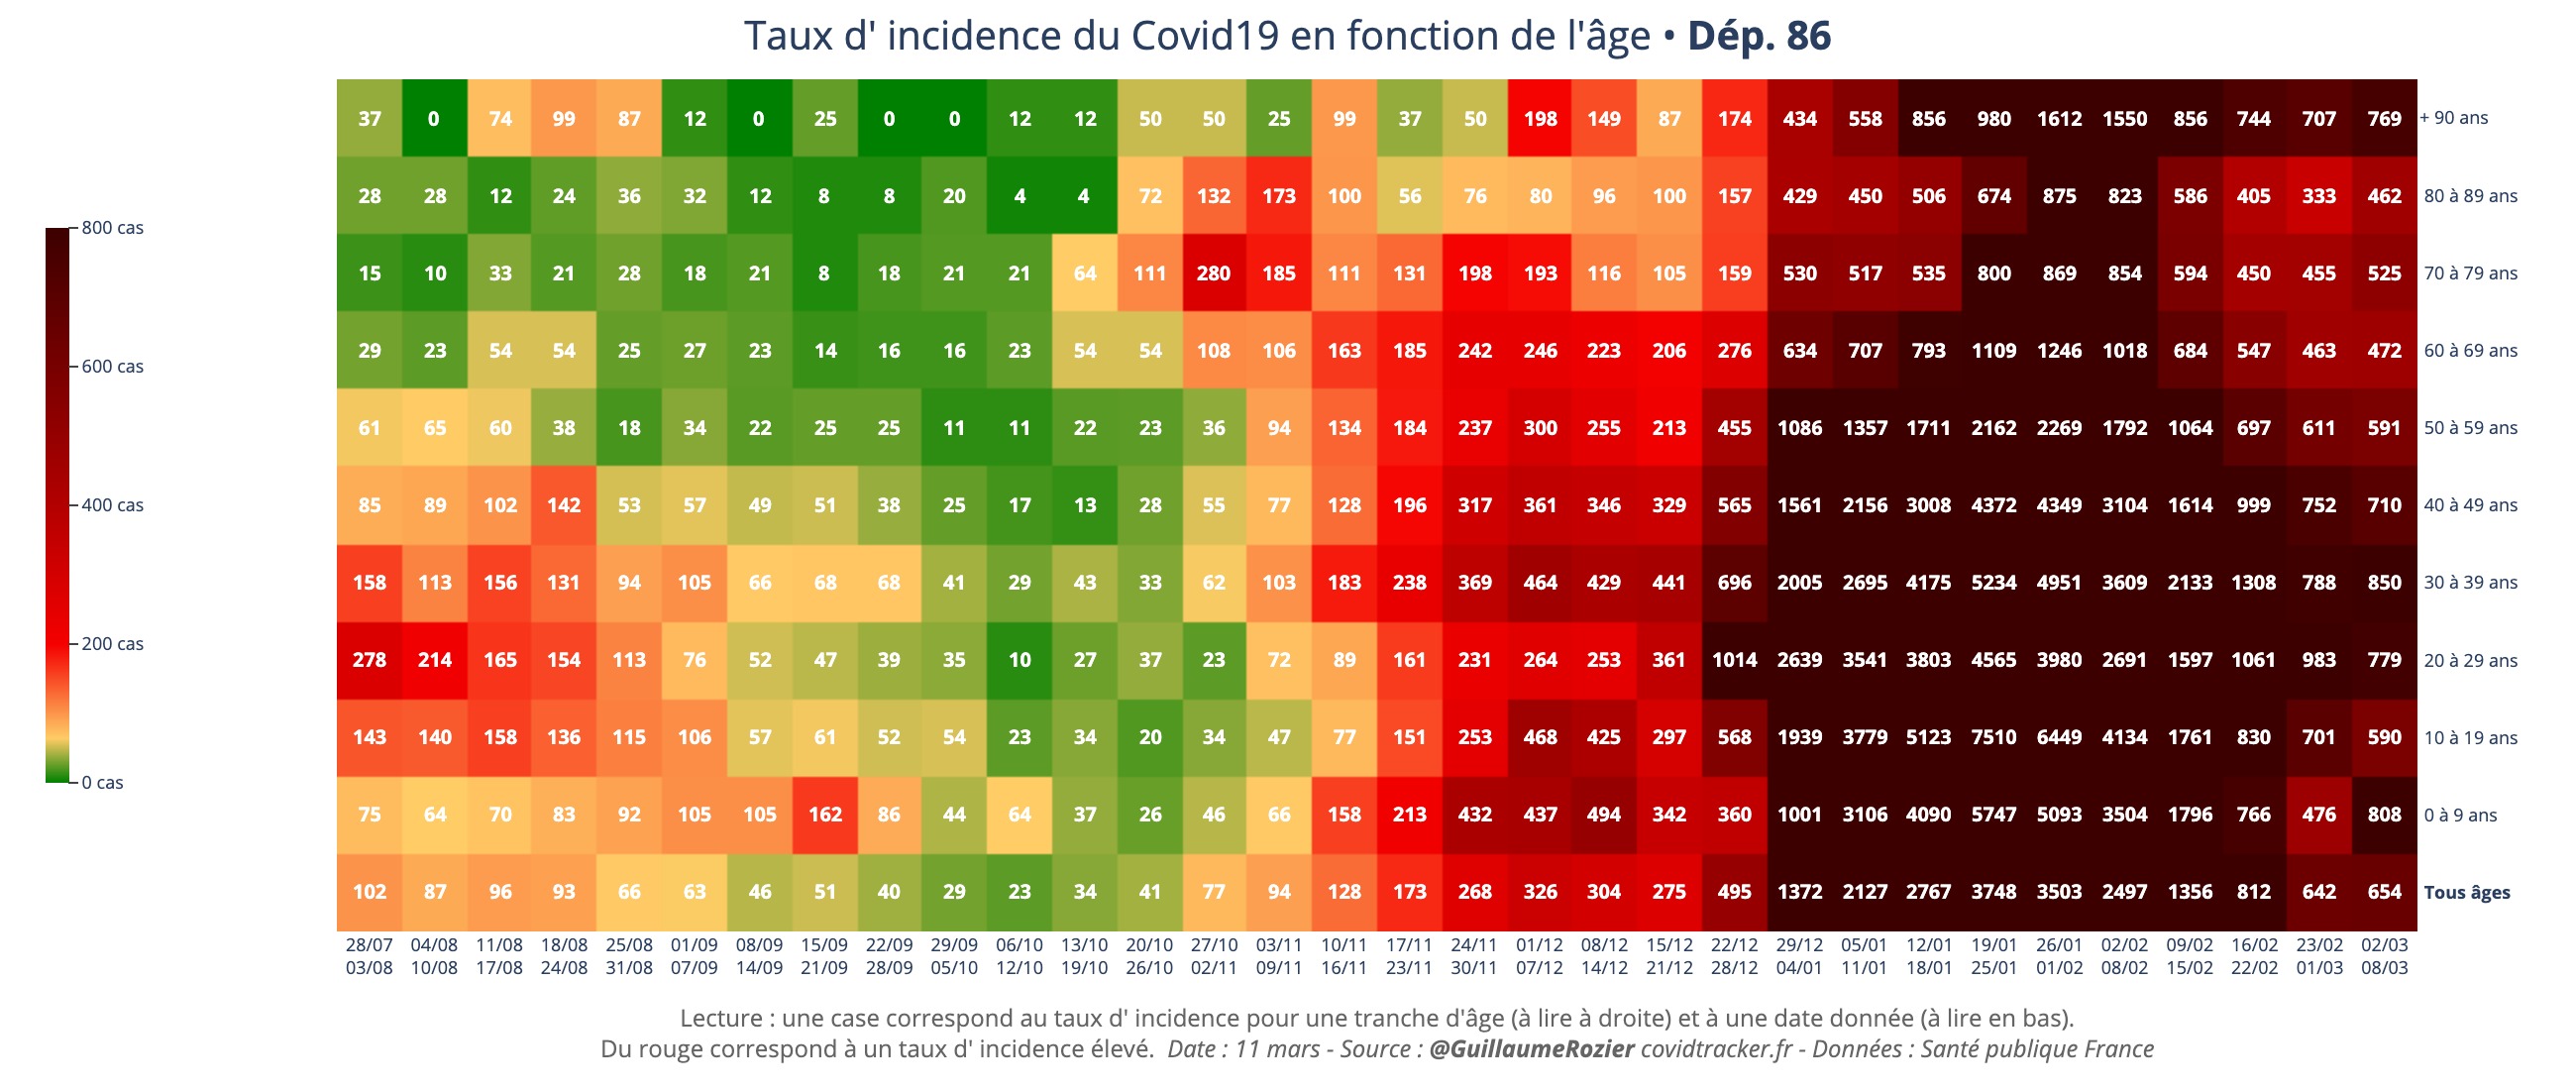 Taux d' incidence du Covid19 en fonction de l'âge • Dép. 86
800 cas
600 cas
400 cas
200 cas
0 cas
37 0 74 99 87 12 0 25 0 0 12 12 50 50 25 99 37 50 198 149 87 174 434 558 856 980 1612 1550 856 744 707 769 + 90 ans
28 28 12 24 36 32 12 8 8 20 4 4 72 132 173 100 56 76 80 96 100 157 429 450 506 674 875 823 586 405 333 462 80 à 89 ans
15 10 33 21 28 18 21 8 18 21 21 64 111 280 185 111 131 198 193 116 105 159 530 517 535 800 869 854 594 450 455 525 70 à 79 ans
29 23 54 54 25 27 23 14 16 16 23 54 54 108 106 163 185 242 246 223 206 276 634 707 793 1109 1246 1018 684 547 463 472 60 à 69 ans
61 65 60 38 18 34 22 25 25 11 11 22 23 36 94 134 184 237 300 255 213 455 1086 1357 1711 2162 2269 1792 1064 697 611 591 50 à 59 ans
85 89 102 142 53 57 49 51 38 25 17 13 28 55 77 128 196 317 361 346 329 565 1561 2156 3008 4372 4349 3104 1614 999 752 710 40 à 49 ans
158 113 156 131 94 105 66 68 68 41 29 43 33 62 103 183 238 369 464 429 441 696 2005 2695 4175 5234 4951 3609 2133 1308 788 850 30 à 39 ans
278 214 165 154 113 76 52 47 39 35 10 27 37 23 72 89 161 231 264 253 361 1014 2639 3541 3803 4565 3980 2691 1597 1061 983 779 20 à 29 ans
143 140 158 136 115 106 57 61 52 54 23 34 20 34 47 77 151 253 468 425 297 568 1939 3779 5123 7510 6449 4134 1761 830 701 590 10 à 19 ans
75 64 70 83 92 105 105 162 86 44 64 37 26 46 66 158 213 432 437 494 342 360 1001 3106 4090 5747 5093 3504 1796 766 476 808 0 à 9 ans
102 87 96 93 66 63 46 51 40 29 23 34 41 77 94 128 173 268 326 304 275 495 1372 2127 2767 3748 3503 2497 1356 812 642 654 Tous âges
28/07 04/08 11/08 18/08 25/08 01/09 08/09 15/09 22/09 29/09 06/10 13/10 20/10 27/10 03/11 10/11 17/11 24/11 01/12 08/12 15/12 22/12 29/12 05/01 12/01 19/01 26/01 02/02 09/02 16/02 23/02 02/03
03/08 10/08 17/08 24/08 31/08 07/09 14/09 21/09 28/09 05/10 12/10 19/10 26/10 02/11 09/11 16/11 23/11 30/11 07/12 14/12 21/12 28/12 04/01 11/01 18/01 25/01 01/02 08/02 15/02 22/02 01/03 08/03
Lecture : une case correspond au taux d' incidence pour une tranche d'âge (à lire à droite) et à une date donnée (à lire en bas).
Du rouge correspond à un taux d' incidence élevé. Date : 11 mars - Source : @GuillaumeRozier covidtracker.fr - Données : Santé publique France